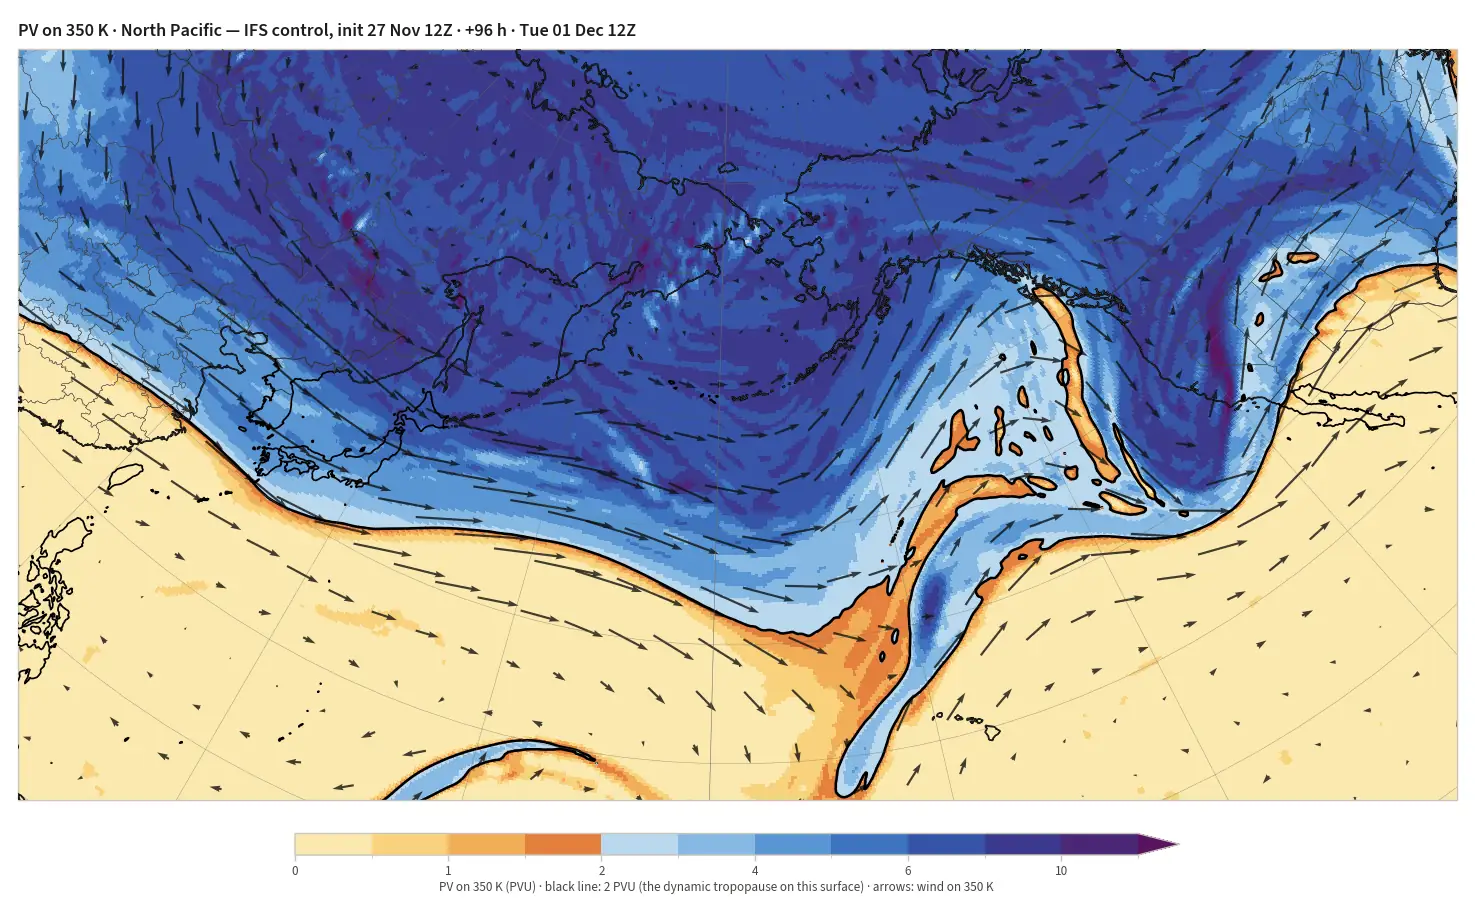 PV on 350 K · North Pacific — IFS control, init 27 Nov 12Z · +96 h · Tue 01 Dec 12Z
0 1 2 4 6 10
PV on 350 K (PVU) · black line: 2 PVU (the dynamic tropopause on this surface) · arrows: wind on 350 K